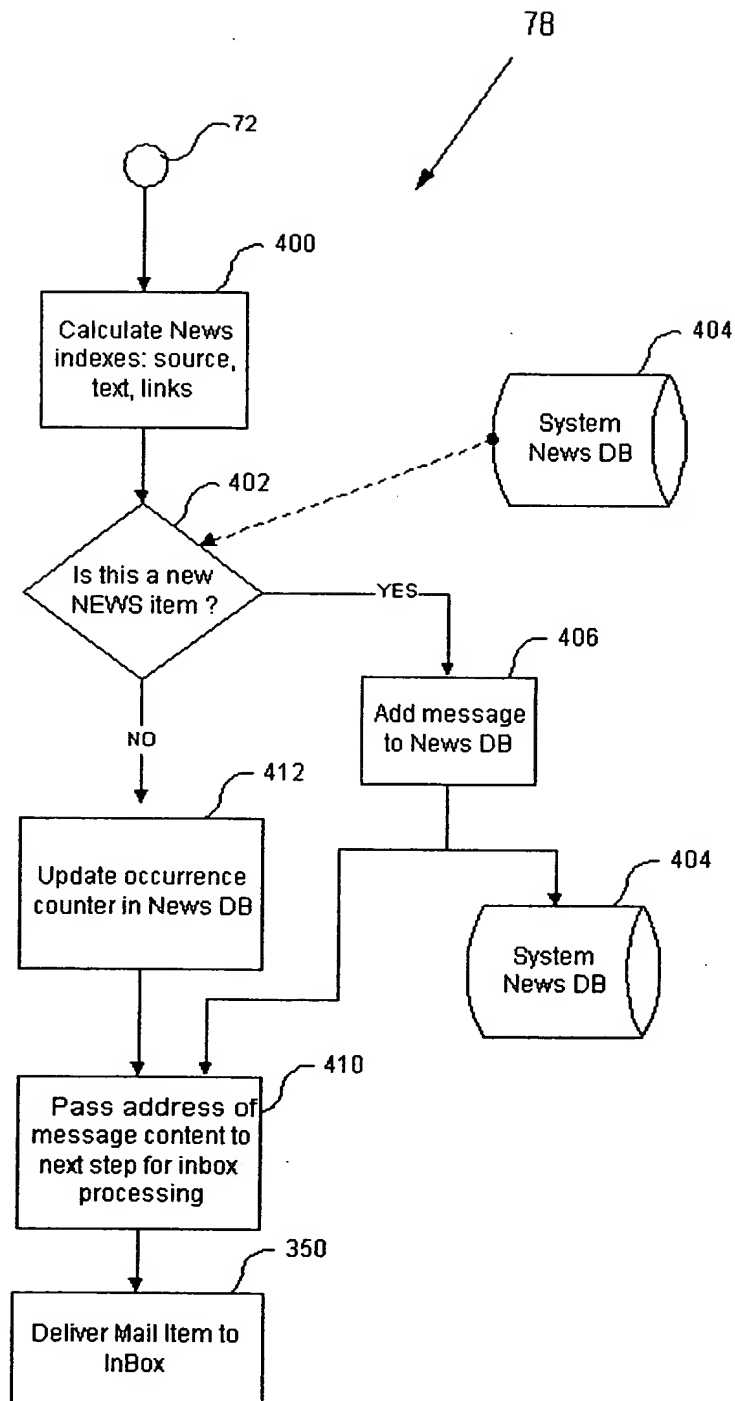 78
72
400
Calculate News
indexes: source,
text, links
404
System
News DB
402
Is this a new
NEWS item ?
YES
406
Add message
to News DB
NO
412
Update occurrence
counter in News DB
404
System
News DB
410
Pass address of
message content to
next step for inbox
processing
350
Deliver Mail Item to
InBox